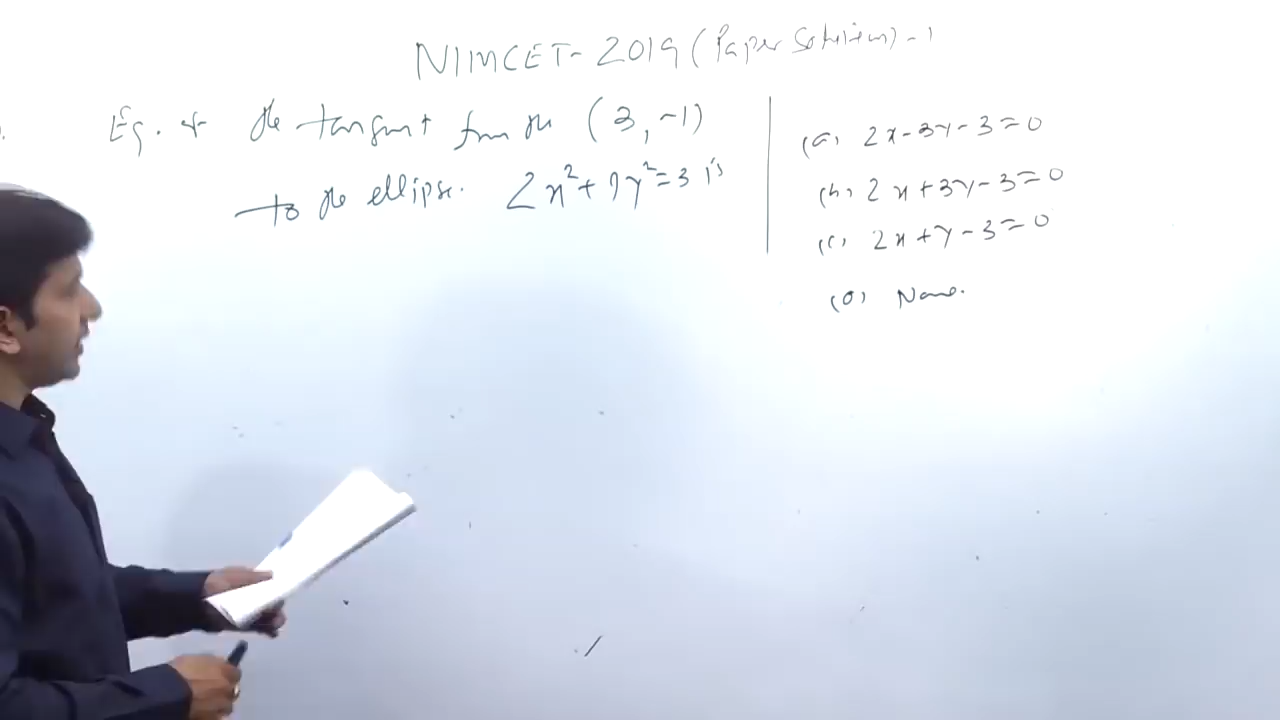 NIMCET-2019 (Paper Solution)-1
Eq. of the tangent from the (3, -1)
to the ellipse. 2x²+9y²=3 is
(a) 2x-3y-3=0
(b) 2x+3y-3=0
(c) 2x+y-3=0
(d) None.